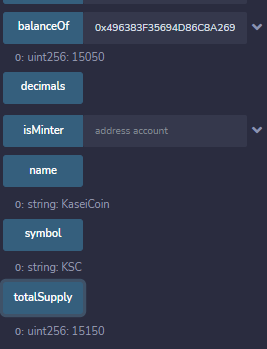 balanceOf 0x496383F35694D86C8A269
0: uint256: 15050
decimals
isMinter address account
name
0: string: KaseiCoin
symbol
0: string: KSC
totalSupply
0: uint256: 15150